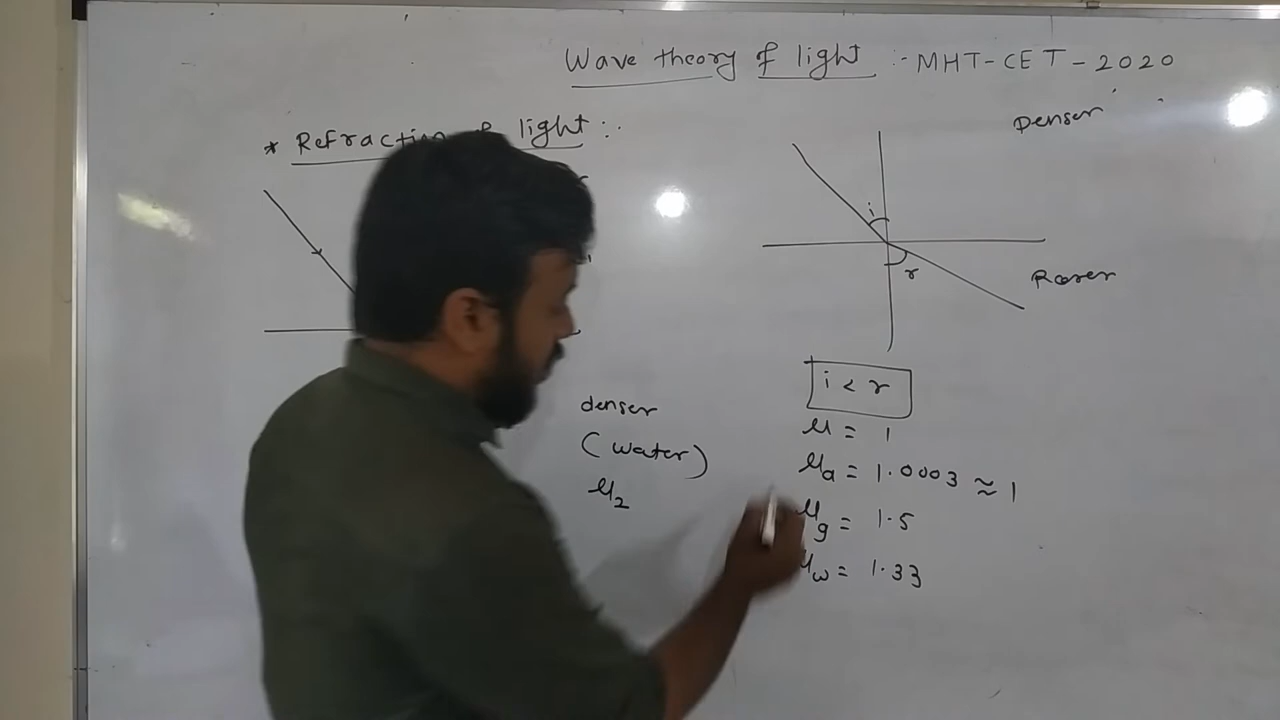 Wave theory of light :- MHT-CET-2020
* Refraction of light :.
Denser
i
r
Rarer
i < r
denser
(water)
μ2
μ = 1
μa = 1.0003 ≈ 1
μg = 1.5
μw = 1.33